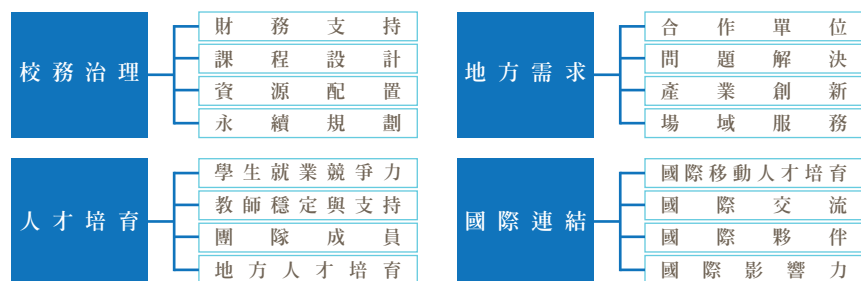 校務治理
財務支持
課程設計
資源配置
永續規劃
地方需求
合作單位
問題解決
產業創新
場域服務
人才培育
學生就業競爭力
教師穩定與支持
團隊成員
地方人才培育
國際連結
國際移動人才培育
國際交流
國際夥伴
國際影響力